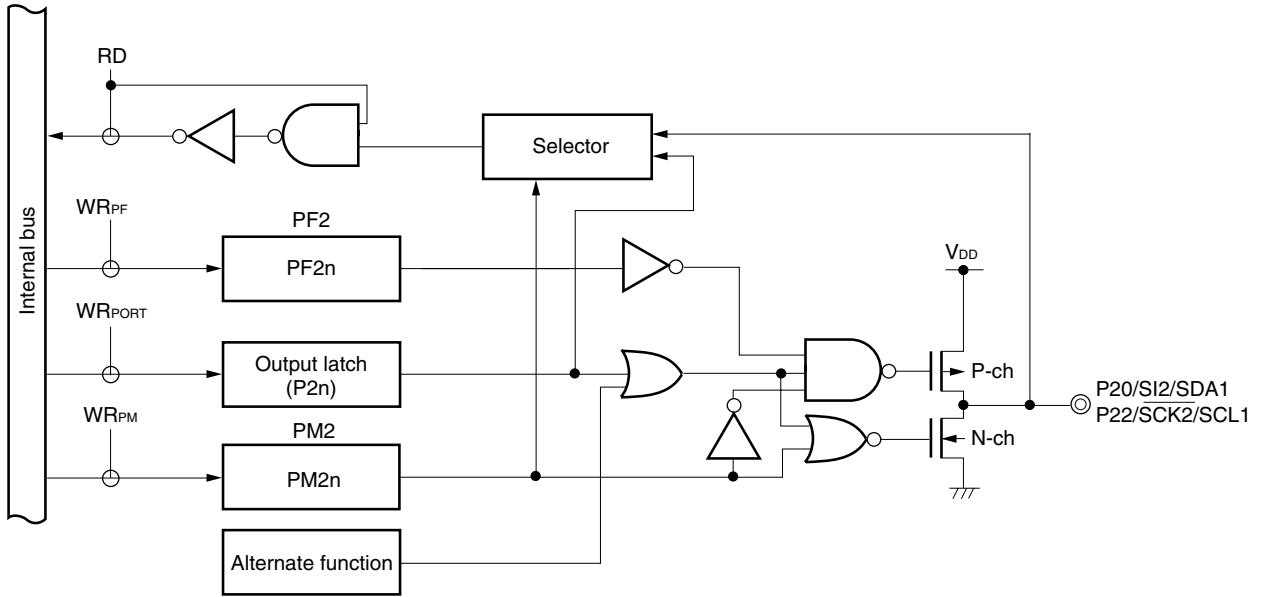 RD
Selector
Internal bus
WRPF
PF2
PF2n
VDD
WRPORT
Output latch
(P2n)
P-ch
P20/SI2/SDA1
P22/S̅C̅K̅2̅/SCL1
WRPM
PM2
PM2n
N-ch
Alternate function